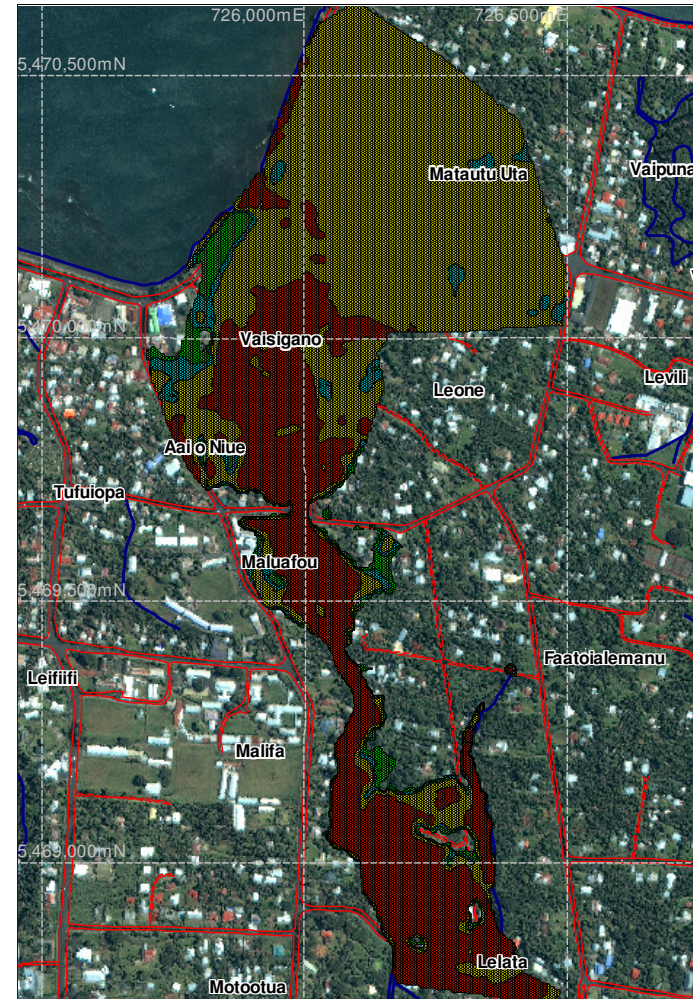 726,000mE 726,500mE
5,470,500mN
Matautu Uta
Vaipuna
5,470,000mN
Vaisigano
Levili
Leone
Aai o Niue
Tufuiopa
Maluafou
5,469,500mN
Faatoialemanu
Leifiifi
Malifa
5,469,000mN
Lelata
Motootua